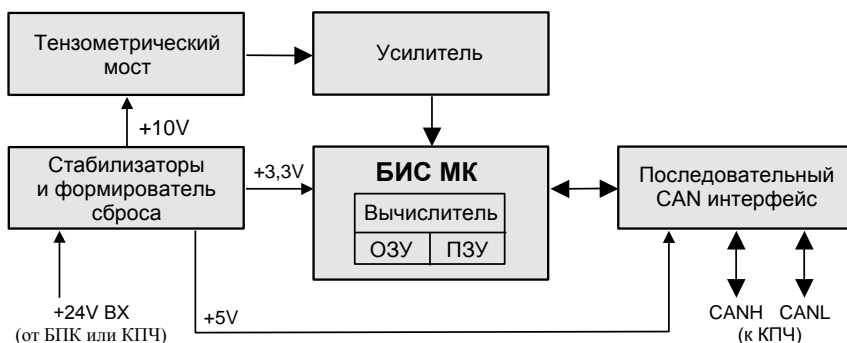 Тензометрический
мост
Усилитель
+10V
Стабилизаторы
и формирователь
сброса
+3,3V
БИС МК
Вычислитель
ОЗУ ПЗУ
Последовательный
CAN интерфейс
+24V ВХ
(от БПК или КПЧ)
+5V
CANH CANL
(к КПЧ)